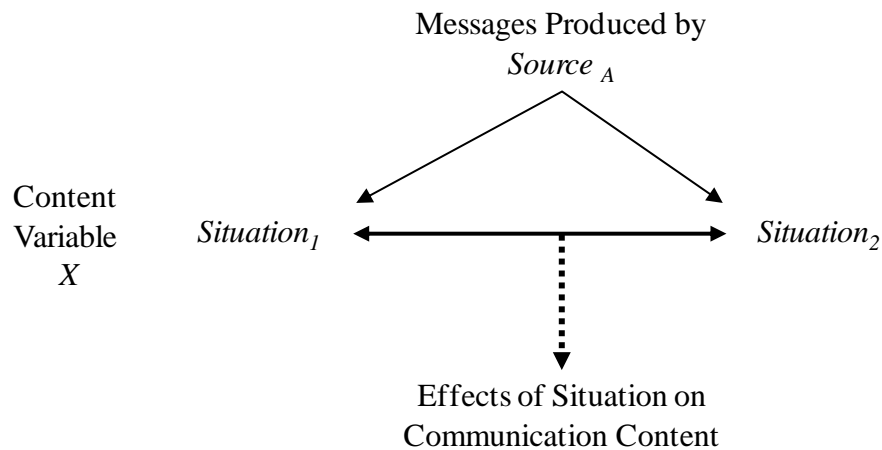 Messages Produced by
Source A
Content
Variable
X
Situation1
Situation2
Effects of Situation on
Communication Content